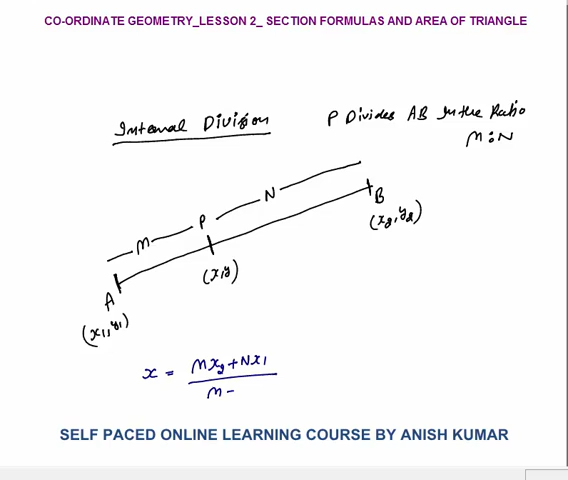 CO-ORDINATE GEOMETRY_LESSON 2_ SECTION FORMULAS AND AREA OF TRIANGLE
Internal Division
P Divides AB In the Ratio
M:N
N
B
(x2,y2)
P
M
(x,y)
A
(x1,y1)
x = Mx2+Nx1
M-
SELF PACED ONLINE LEARNING COURSE BY ANISH KUMAR